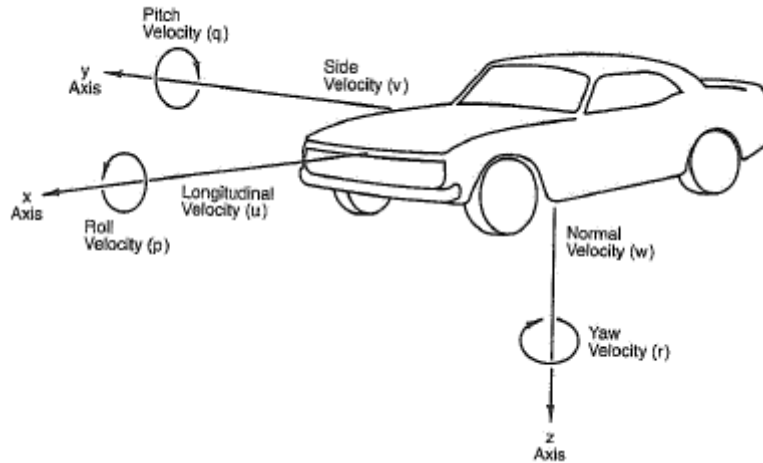 Pitch
Velocity (q)
y
Axis
Side
Velocity (v)
x
Axis
Roll
Velocity (p)
Longitudinal
Velocity (u)
Normal
Velocity (w)
Yaw
Velocity (r)
z
Axis